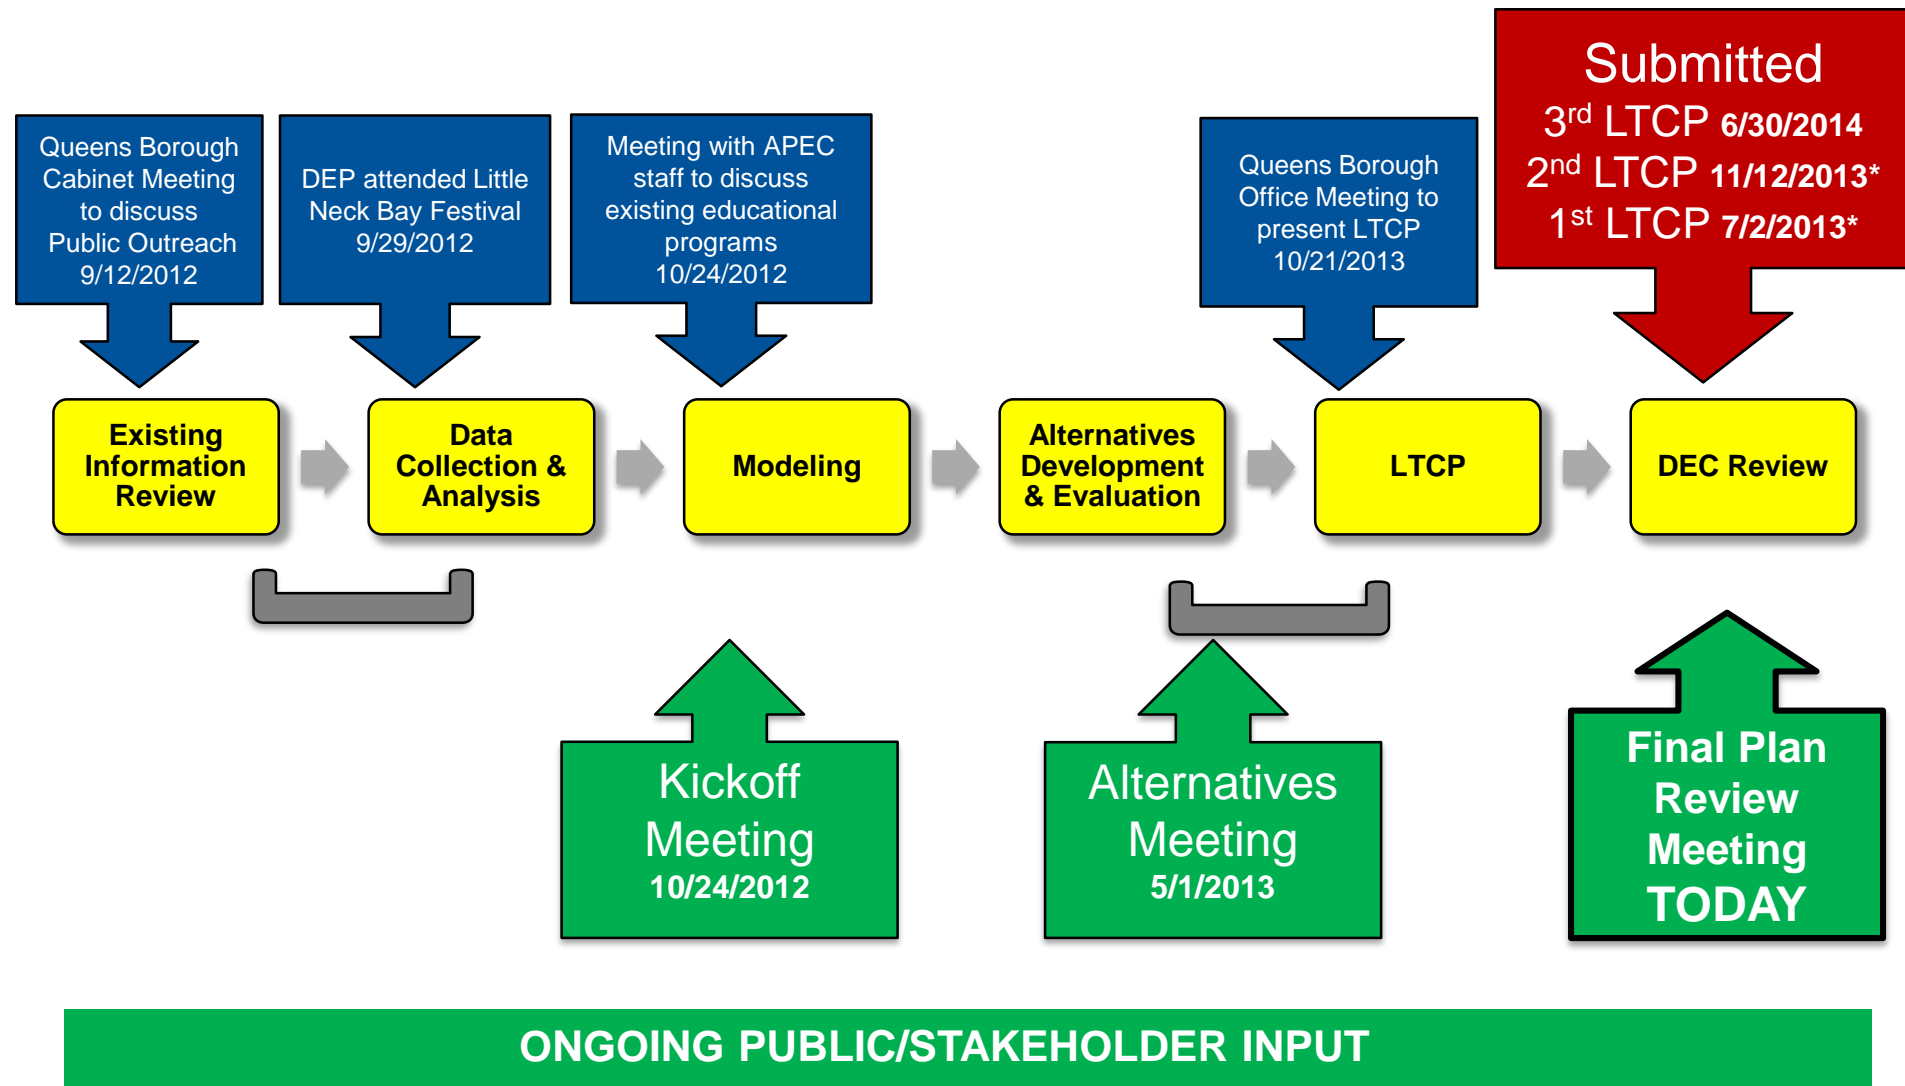 Queens Borough
Cabinet Meeting
to discuss
Public Outreach
9/12/2012
DEP attended Little
Neck Bay Festival
9/29/2012
Meeting with APEC
staff to discuss
existing educational
programs
10/24/2012
Queens Borough
Office Meeting to
present LTCP
10/21/2013
Submitted
3rd LTCP 6/30/2014
2nd LTCP 11/12/2013*
1st LTCP 7/2/2013*
Existing
Information
Review
Data
Collection &
Analysis
Modeling
Alternatives
Development
& Evaluation
LTCP
DEC Review
Kickoff
Meeting
10/24/2012
Alternatives
Meeting
5/1/2013
Final Plan
Review
Meeting
TODAY
ONGOING PUBLIC/STAKEHOLDER INPUT